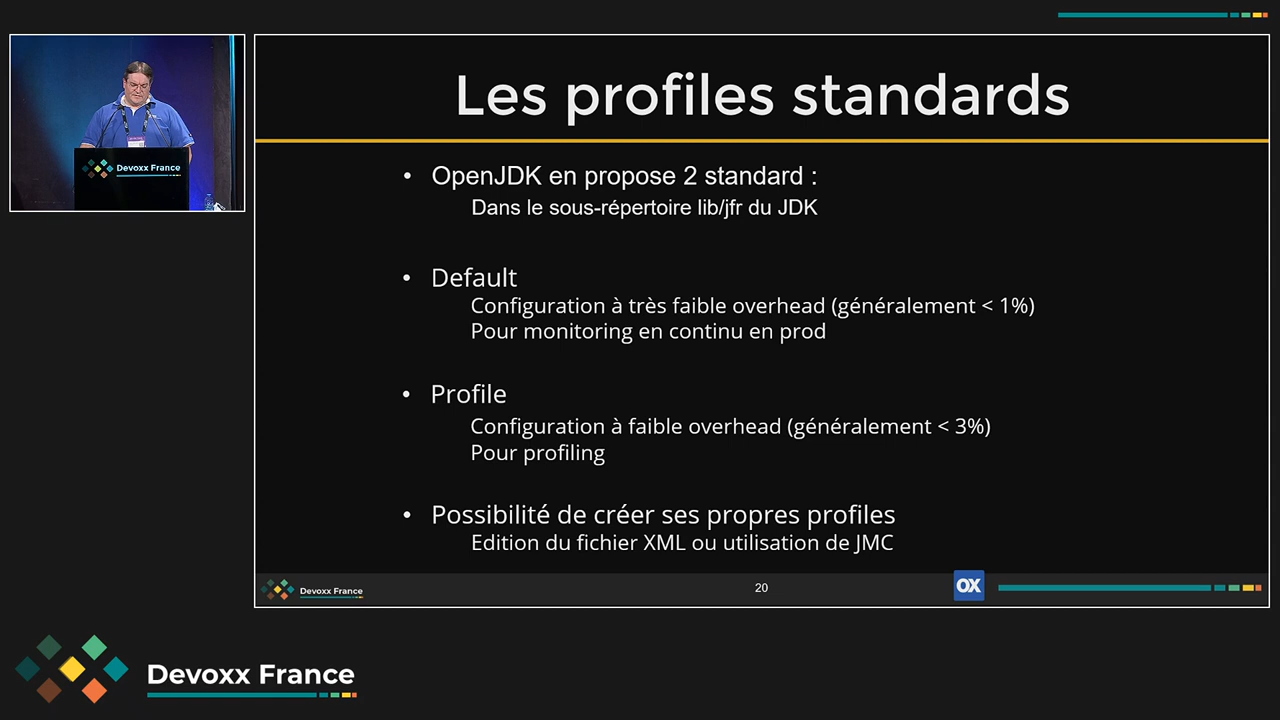 Les profiles standards
Devoxx France
• OpenJDK en propose 2 standard :
Dans le sous-répertoire lib/jfr du JDK
• Default
Configuration à très faible overhead (généralement < 1%)
Pour monitoring en continu en prod
• Profile
Configuration à faible overhead (généralement < 3%)
Pour profiling
• Possibilité de créer ses propres profiles
Edition du fichier XML ou utilisation de JMC
Devoxx France
20
OX
Devoxx France